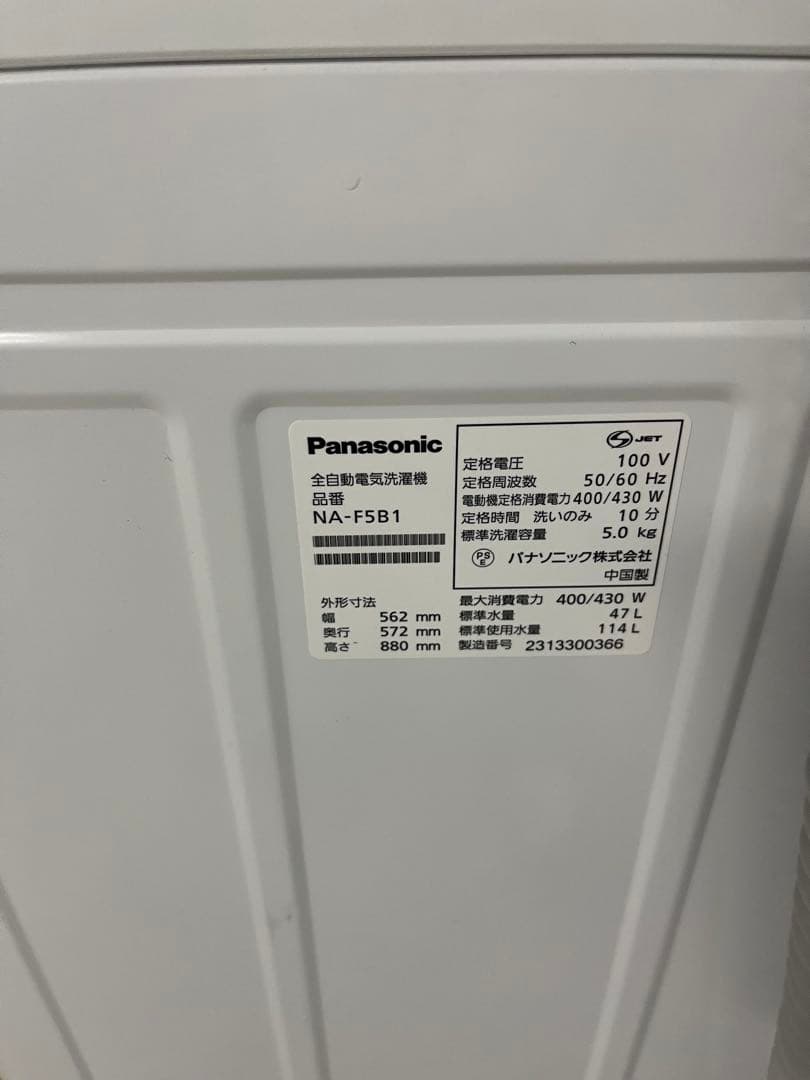 Panasonic
全自動電気洗濯機
品番
NA-F5B1
JET
定格電圧 100 V
定格周波数 50/60 Hz
電動機定格消費電力 400/430 W
定格時間 洗いのみ 10 分
標準洗濯容量 5.0 kg
PSE パナソニック株式会社
中国製
外形寸法
幅 562 mm
奥行 572 mm
高さ 880 mm
最大消費電力 400/430 W
標準水量 47 L
標準使用水量 114 L
製造番号 2313300366